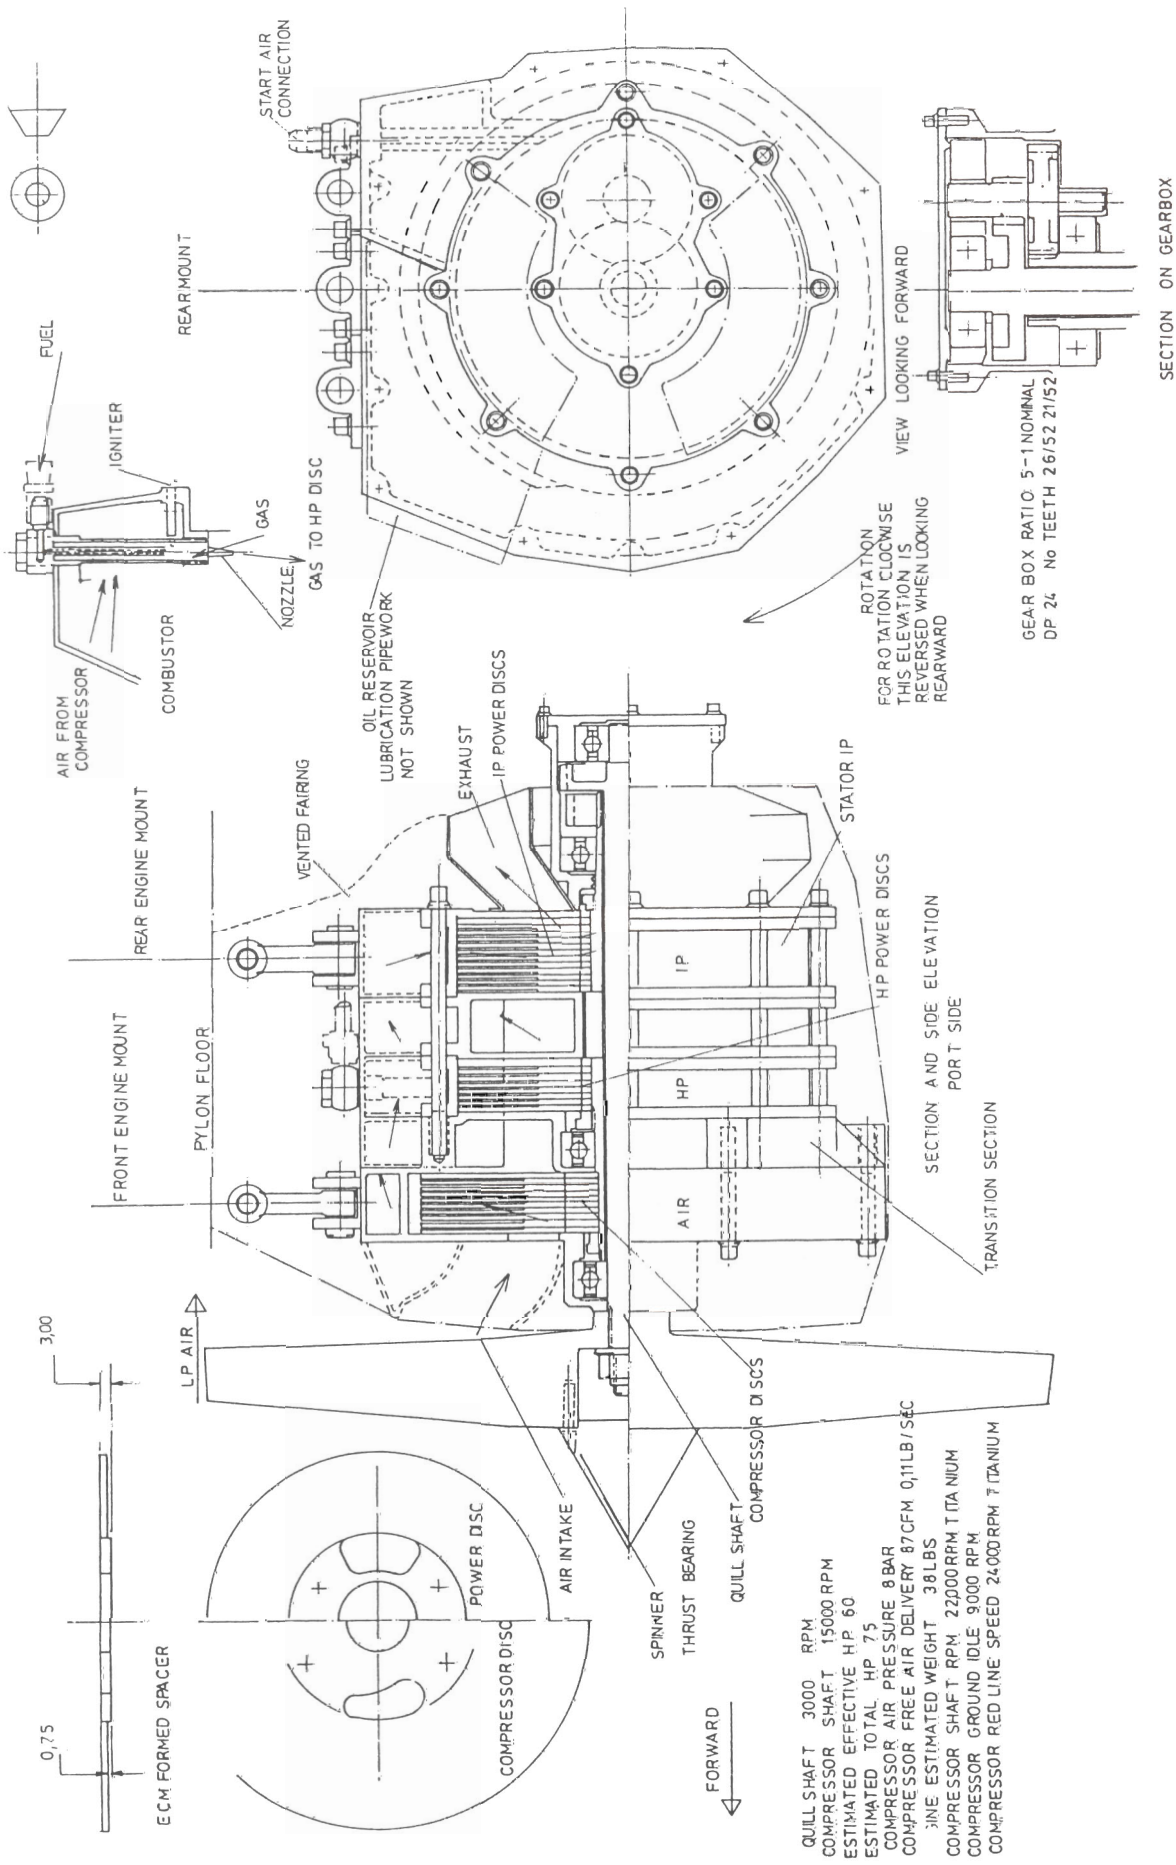 0,75
3,00
ECM FORMED SPACER
COMPRESSOR DISC
POWER DISC
LP AIR
AIR INTAKE
FORWARD
SPINNER
THRUST BEARING
QUILL SHAFT
COMPRESSOR DISCS
QUILL SHAFT 3000 RPM
COMPRESSOR SHAFT 15000 RPM
ESTIMATED EFFECTIVE HP 60
ESTIMATED TOTAL HP 75
COMPRESSOR AIR PRESSURE 8 BAR
COMPRESSOR FREE AIR DELIVERY 87CFM 0,11LB/SEC
ESTIMATED WEIGHT 38LBS
COMPRESSOR SHAFT RPM 22,000RPM TITANIUM
COMPRESSOR GROUND IDLE 9,000 RPM
COMPRESSOR RED LINE SPEED 24000RPM TITANIUM
FRONT ENGINE MOUNT
PYLON FLOOR
REAR ENGINE MOUNT
VENTED FAIRING
EXHAUST
IP POWER DISCS
AIR
HP
IP
STATOR IP
HP POWER DISCS
TRANSITION SECTION
SECTION AND SIDE ELEVATION
PORT SIDE
AIR FROM
COMPRESSOR
COMBUSTOR
FUEL
IGNITER
GAS
NOZZLE
GAS TO HP DISC
OIL RESERVOIR
LUBRICATION PIPEWORK
NOT SHOWN
REARMOUNT
START AIR
CONNECTION
VIEW LOOKING FORWARD
ROTATION
FOR ROTATION CLOCWISE
THIS ELEVATION IS
REVERSED WHEN LOOKING
REARWARD
GEAR BOX RATIO 5-1 NOMINAL
DP 24 No TEETH 26/52 21/52
SECTION ON GEARBOX